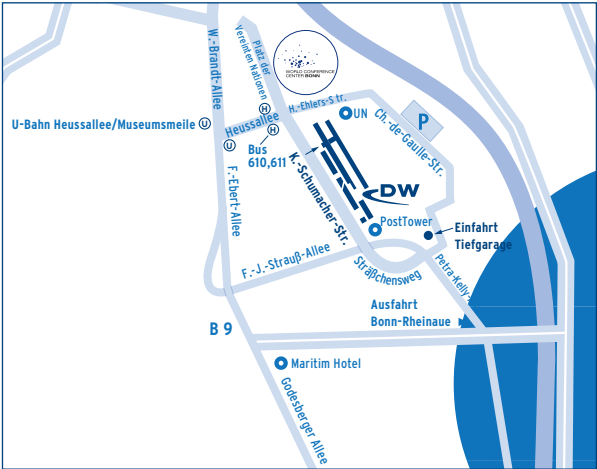 W.-Brandt-Allee
Platz der
Vereinten Nationen
WORLD CONFERENCE
CENTER BONN
H
H.-Ehlers-Str.
UN
Ch.-de-Gaulle-Str.
P
U-Bahn Heussallee/Museumsmeile
U
Heussallee
H
U
Bus
610,611
K.-Schumacher-Str.
DW
F.-Ebert-Allee
PostTower
Einfahrt
Tiefgarage
F.-J.-Strauß-Allee
Sträßchensweg
Petra-Kelly-
Ausfahrt
Bonn-Rheinaue
B 9
Maritim Hotel
Godesberger Allee